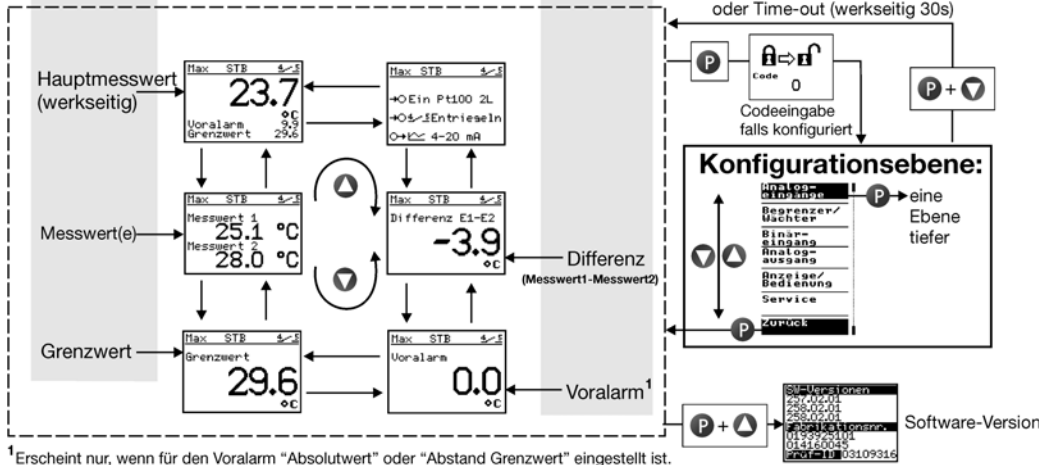 oder Time-out (werkseitig 30s)
Hauptmesswert
(werkseitig)
Max STB
23.7
°C
Voralarm 9.9
Grenzwert 29.6
Max STB
Ein Pt100 2L
Entriegeln
4-20 mA
P
Code
0
Codeeingabe
falls konfiguriert
P +
Messwert(e)
Max STB
Messwert 1
25.1 °C
Messwert 2
28.0 °C
Max STB
Differenz E1-E2
-3.9
°C
Differenz
(Messwert1-Messwert2)
Konfigurationsebene:
Analog-
eingänge
Begrenzer/
Wächter
Binär-
eingang
Analog-
ausgang
Anzeige/
Bedienung
Service
Zurück
P
eine
Ebene
tiefer
P
Grenzwert
Max STB
Grenzwert
29.6
°C
Max STB
Voralarm
0.0
°C
Voralarm1
P +
SW-Versionen
257.02.01
258.02.01
258.02.01
Fabrikationsnr.
0193925101
014160045
Prüf-ID 03109316
Software-Version
1Erscheint nur, wenn für den Voralarm "Absolutwert" oder "Abstand Grenzwert" eingestellt ist.